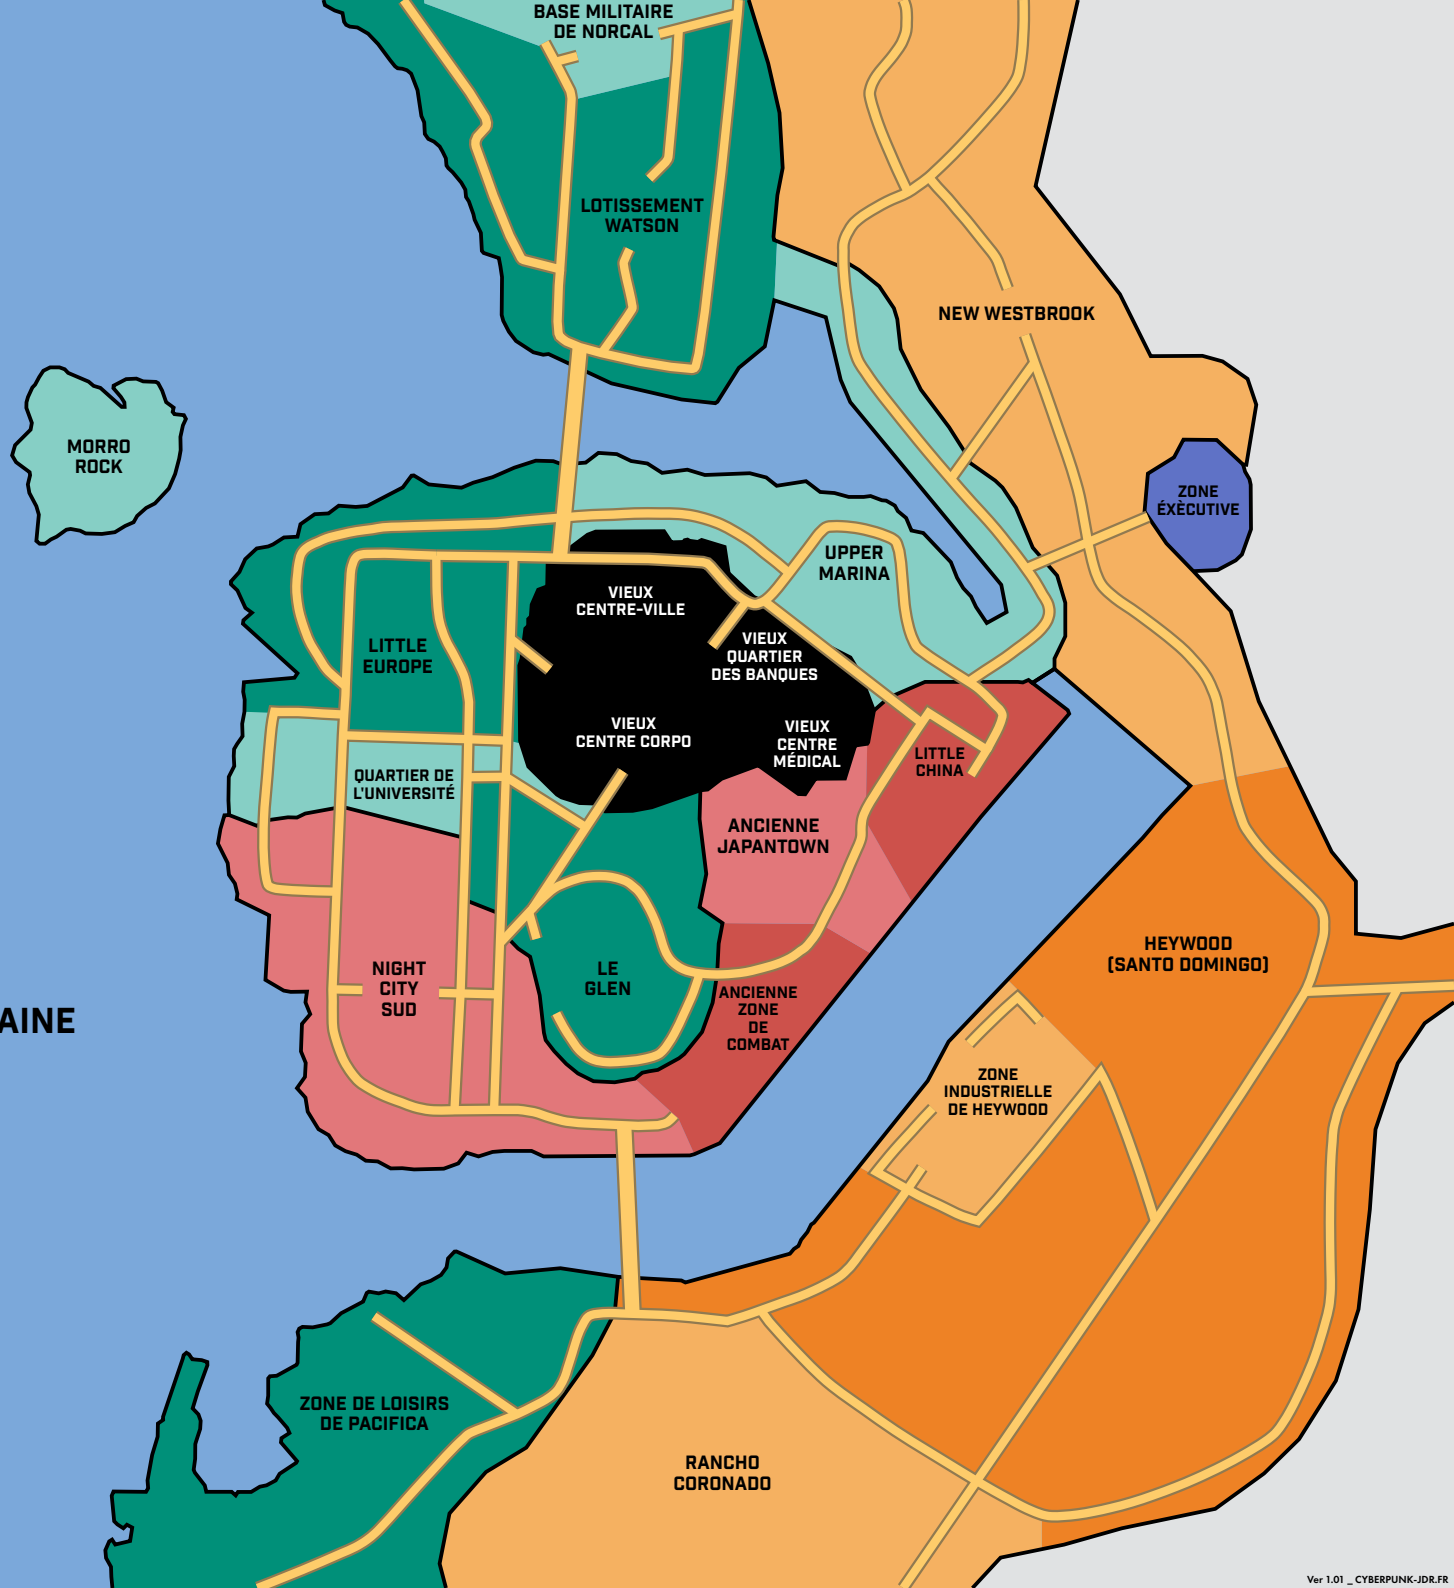 BASE MILITAIRE
DE NORCAL
LOTISSEMENT
WATSON
NEW WESTBROOK
MORRO
ROCK
ZONE
ÉXÈCUTIVE
UPPER
MARINA
VIEUX
CENTRE-VILLE
LITTLE
EUROPE
VIEUX
QUARTIER
DES BANQUES
VIEUX
CENTRE CORPO
VIEUX
CENTRE
MÉDICAL
LITTLE
CHINA
QUARTIER DE
L'UNIVERSITÉ
ANCIENNE
JAPANTOWN
HEYWOOD
(SANTO DOMINGO)
NIGHT
CITY
SUD
LE
GLEN
ANCIENNE
ZONE
DE
COMBAT
AINE
ZONE
INDUSTRIELLE
DE HEYWOOD
ZONE DE LOISIRS
DE PACIFICA
RANCHO
CORONADO
Ver 1.01 _ CYBERPUNK-JDR.FR